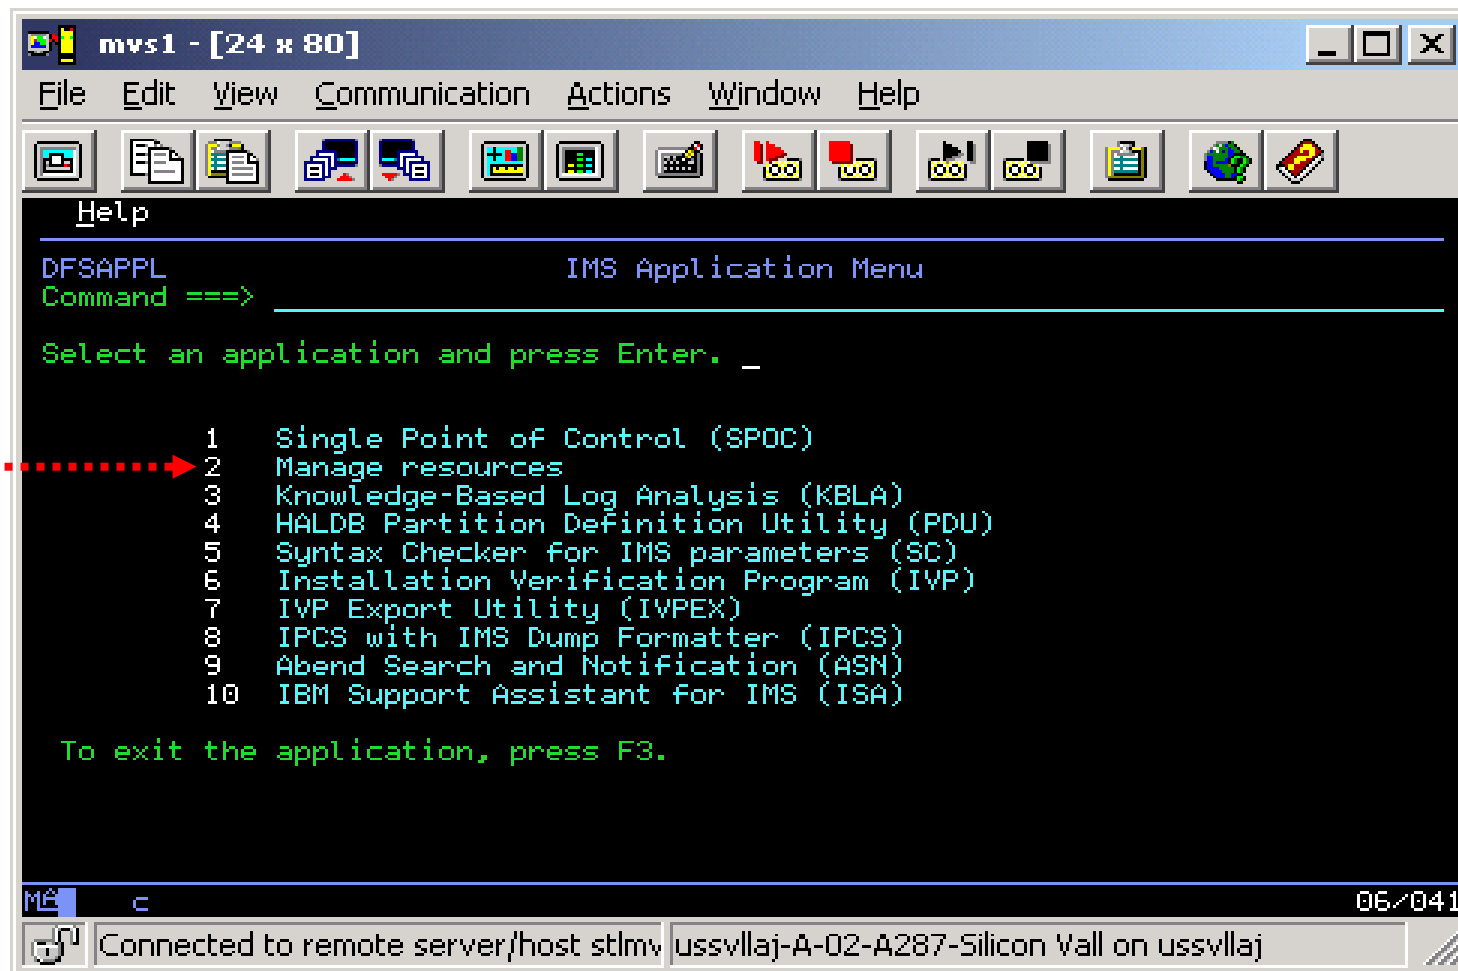 mvs1 - [24 x 80]
File Edit View Communication Actions Window Help
Help
DFSAPPL IMS Application Menu
Command ===>
Select an application and press Enter. _
1 Single Point of Control (SPOC)
2 Manage resources
3 Knowledge-Based Log Analysis (KBLA)
4 HALDB Partition Definition Utility (PDU)
5 Syntax Checker for IMS parameters (SC)
6 Installation Verification Program (IVP)
7 IVP Export Utility (IVPEX)
8 IPCS with IMS Dump Formatter (IPCS)
9 Abend Search and Notification (ASN)
10 IBM Support Assistant for IMS (ISA)
To exit the application, press F3.
MA c 06/041
Connected to remote server/host stlmv ussvllaj-A-02-A287-Silicon Vall on ussvllaj